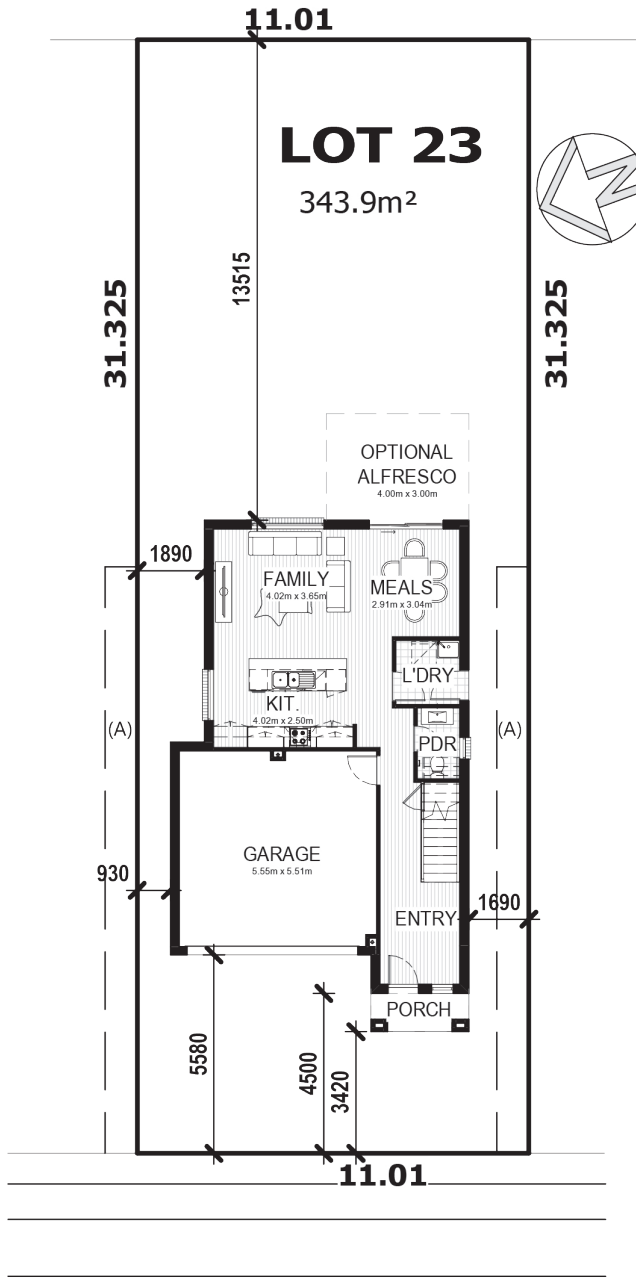 11.01
LOT 23
343.9m²
N
13515
31.325
31.325
OPTIONAL
ALFRESCO
4.00m x 3.00m
1890
FAMILY
4.02m x 3.65m
MEALS
2.91m x 3.04m
L'DRY
KIT.
4.02m x 2.50m
(A)
PDR
(A)
GARAGE
5.55m x 5.51m
930
1690
ENTRY
PORCH
5580
4500
3420
11.01